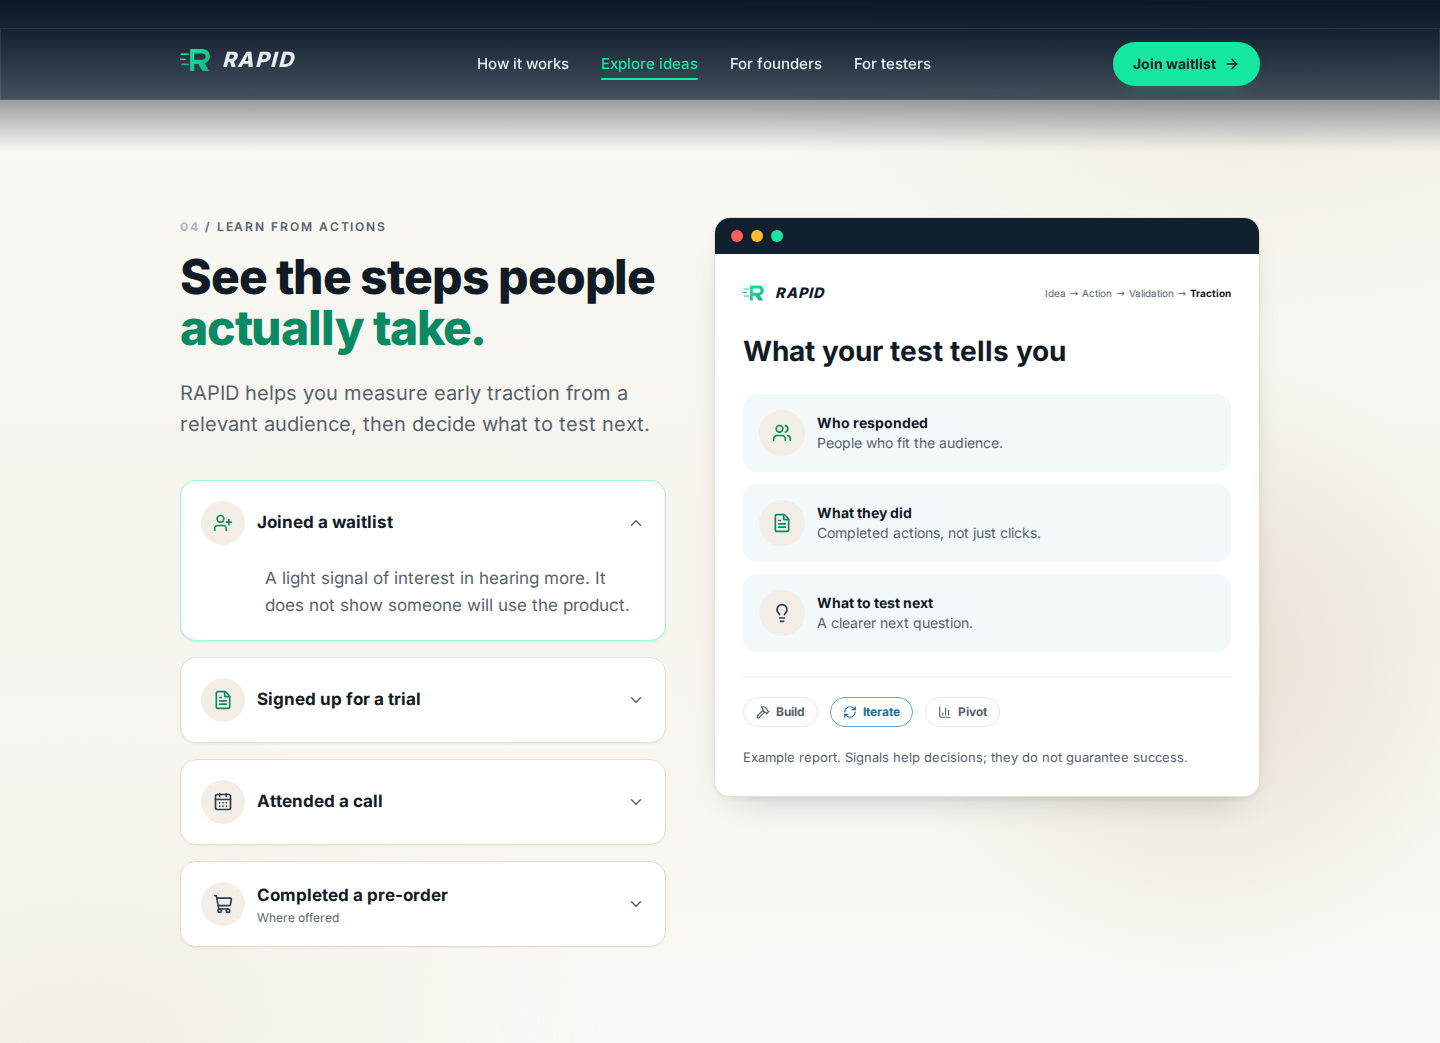 RAPID
How it works
Explore ideas
For founders
For testers
Join waitlist →
04 / LEARN FROM ACTIONS
See the steps people
actually take.
RAPID helps you measure early traction from a
relevant audience, then decide what to test next.
Joined a waitlist
A light signal of interest in hearing more. It
does not show someone will use the product.
Signed up for a trial
Attended a call
Completed a pre-order
Where offered
RAPID
Idea → Action → Validation → Traction
What your test tells you
Who responded
People who fit the audience.
What they did
Completed actions, not just clicks.
What to test next
A clearer next question.
Build
Iterate
Pivot
Example report. Signals help decisions; they do not guarantee success.